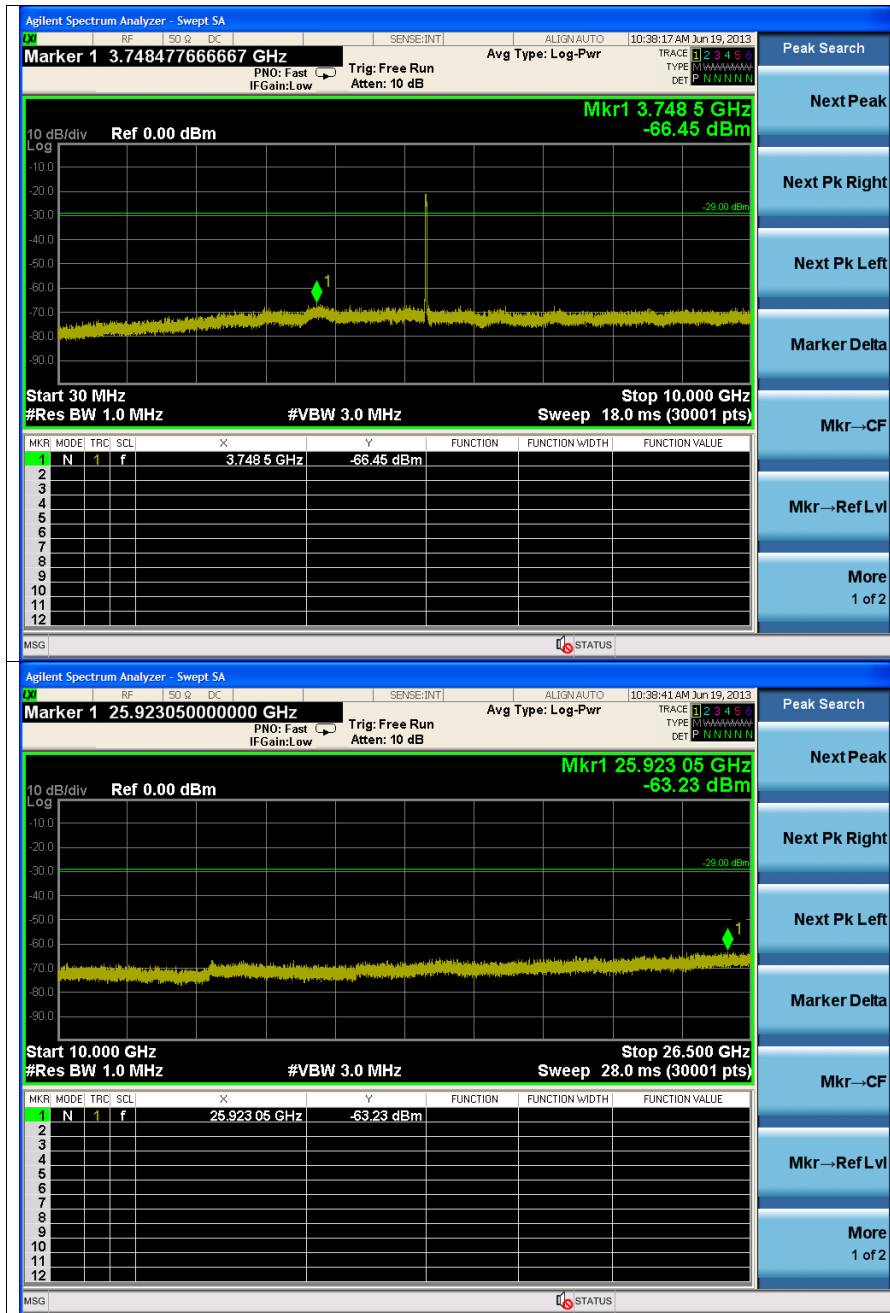 Agilent Spectrum Analyzer - Swept SA
LXI RF 50 Ω DC SENSE:INT ALIGN AUTO 10:38:17 AM Jun 19, 2013
Marker 1 3.748477666667 GHz
PNO: Fast
IFGain:Low
Trig: Free Run
Atten: 10 dB
Avg Type: Log-Pwr
TRACE 1 2 3 4 5 6
TYPE M WWWWW
DET P N N N N N
Peak Search
Mkr1 3.748 5 GHz
-66.45 dBm
10 dB/div Ref 0.00 dBm
Log
-10.0
-20.0
-29.00 dBm
-30.0
-40.0
-50.0
-60.0
1
-70.0
-80.0
-90.0
Start 30 MHz Stop 10.000 GHz
#Res BW 1.0 MHz #VBW 3.0 MHz Sweep 18.0 ms (30001 pts)
MKR MODE TRC SCL X Y FUNCTION FUNCTION WIDTH FUNCTION VALUE
1 N 1 f 3.748 5 GHz -66.45 dBm
2
3
4
5
6
7
8
9
10
11
12
MSG STATUS
Next Peak
Next Pk Right
Next Pk Left
Marker Delta
Mkr→CF
Mkr→Ref Lvl
More
1 of 2
Agilent Spectrum Analyzer - Swept SA
LXI RF 50 Ω DC SENSE:INT ALIGN AUTO 10:38:41 AM Jun 19, 2013
Marker 1 25.923050000000 GHz
PNO: Fast
IFGain:Low
Trig: Free Run
Atten: 10 dB
Avg Type: Log-Pwr
TRACE 1 2 3 4 5 6
TYPE M WWWWW
DET P N N N N N
Peak Search
Mkr1 25.923 05 GHz
-63.23 dBm
10 dB/div Ref 0.00 dBm
Log
-10.0
-20.0
-29.00 dBm
-30.0
-40.0
-50.0
1
-60.0
-70.0
-80.0
-90.0
Start 10.000 GHz Stop 26.500 GHz
#Res BW 1.0 MHz #VBW 3.0 MHz Sweep 28.0 ms (30001 pts)
MKR MODE TRC SCL X Y FUNCTION FUNCTION WIDTH FUNCTION VALUE
1 N 1 f 25.923 05 GHz -63.23 dBm
2
3
4
5
6
7
8
9
10
11
12
MSG STATUS
Next Peak
Next Pk Right
Next Pk Left
Marker Delta
Mkr→CF
Mkr→Ref Lvl
More
1 of 2